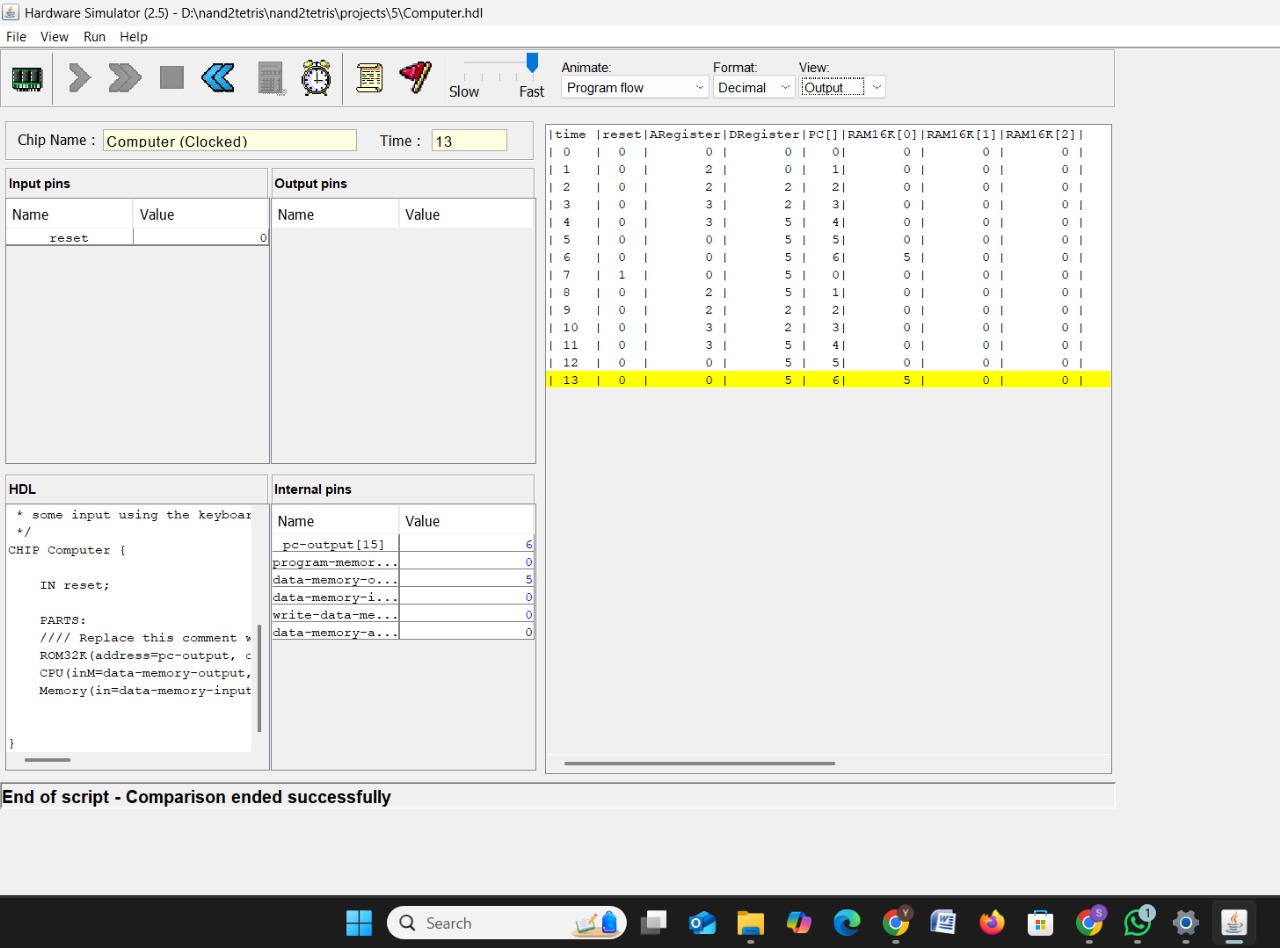 Hardware Simulator (2.5) - D:\nand2tetris\nand2tetris\projects\5\Computer.hdl
File View Run Help
Slow Fast
Animate: Format: View:
Program flow Decimal Output
Chip Name : Computer (Clocked) Time : 13
Input pins
Name Value
reset 0
Output pins
Name Value
HDL
* some input using the keyboar
*/
CHIP Computer {
IN reset;
PARTS:
//// Replace this comment w
ROM32K(address=pc-output, c
CPU(inM=data-memory-output,
Memory(in=data-memory-input
}
Internal pins
Name Value
pc-output[15] 6
program-memor... 0
data-memory-o... 5
data-memory-i... 0
write-data-me... 0
data-memory-a... 0
|time |reset|ARegister|DRegister|PC[]|RAM16K[0]|RAM16K[1]|RAM16K[2]|
| 0 | 0 | 0 | 0 | 0| 0 | 0 | 0 |
| 1 | 0 | 2 | 0 | 1| 0 | 0 | 0 |
| 2 | 0 | 2 | 2 | 2| 0 | 0 | 0 |
| 3 | 0 | 3 | 2 | 3| 0 | 0 | 0 |
| 4 | 0 | 3 | 5 | 4| 0 | 0 | 0 |
| 5 | 0 | 0 | 5 | 5| 0 | 0 | 0 |
| 6 | 0 | 0 | 5 | 6| 5 | 0 | 0 |
| 7 | 1 | 0 | 5 | 0| 0 | 0 | 0 |
| 8 | 0 | 2 | 5 | 1| 0 | 0 | 0 |
| 9 | 0 | 2 | 2 | 2| 0 | 0 | 0 |
| 10 | 0 | 3 | 2 | 3| 0 | 0 | 0 |
| 11 | 0 | 3 | 5 | 4| 0 | 0 | 0 |
| 12 | 0 | 0 | 5 | 5| 0 | 0 | 0 |
| 13 | 0 | 0 | 5 | 6| 5 | 0 | 0 |
End of script - Comparison ended successfully
Search
Y
S
1